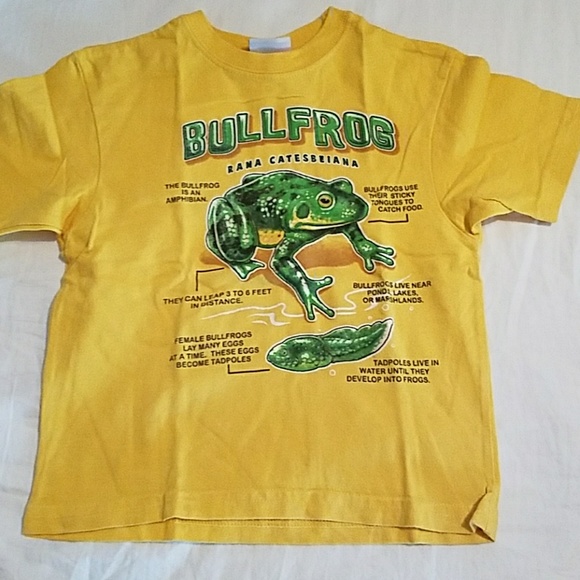 BULLFROG
RANA CATESBEIANA
THE BULLFROG
IS AN
AMPHIBIAN.
BULLFROGS USE
THEIR STICKY
TONGUES TO
CATCH FOOD.
THEY CAN LEAP 3 TO 6 FEET
IN DISTANCE.
BULLFROGS LIVE NEAR
PONDS, LAKES,
OR MARSHLANDS.
FEMALE BULLFROGS
LAY MANY EGGS
AT A TIME. THESE EGGS
BECOME TADPOLES
TADPOLES LIVE IN
WATER UNTIL THEY
DEVELOP INTO FROGS.